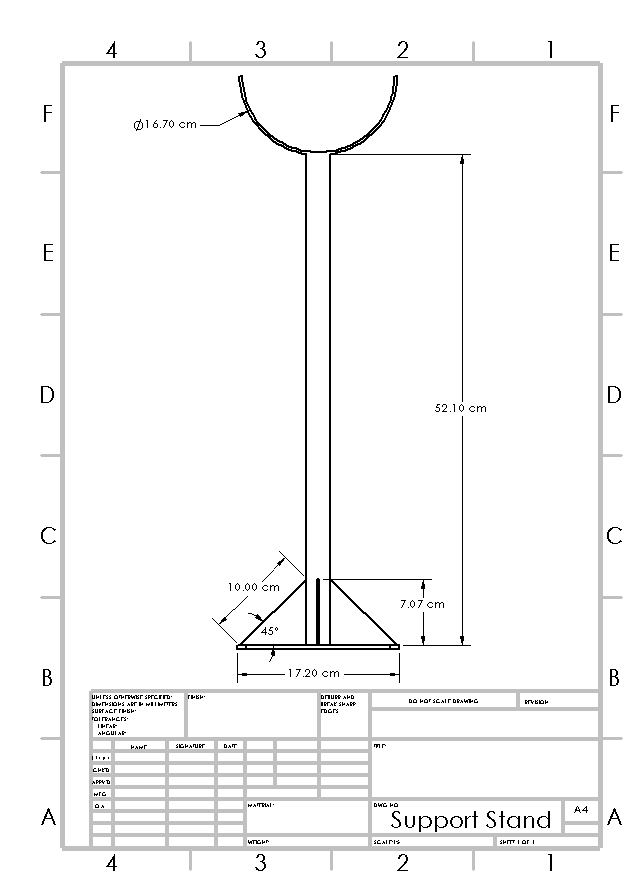 4 3 2 1
F F
Ø16.70 cm
E E
D D
52.10 cm
C C
10.00 cm
7.07 cm
45°
17.20 cm
B B
UNLESS OTHERWISE SPECIFIED:
DIMENSIONS ARE IN MILLIMETERS
SURFACE FINISH:
TOLERANCES:
LINEAR:
ANGULAR:
FINISH:
DEBURR AND
BREAK SHARP
EDGES
DO NOT SCALE DRAWING
REVISION
NAME SIGNATURE DATE
TITLE:
CHK'D
APPV'D
MFG
Q.A
MATERIAL:
DWG NO.
Support Stand
A4
A A
WEIGHT:
SHEET 1 OF 1
4 3 2 1